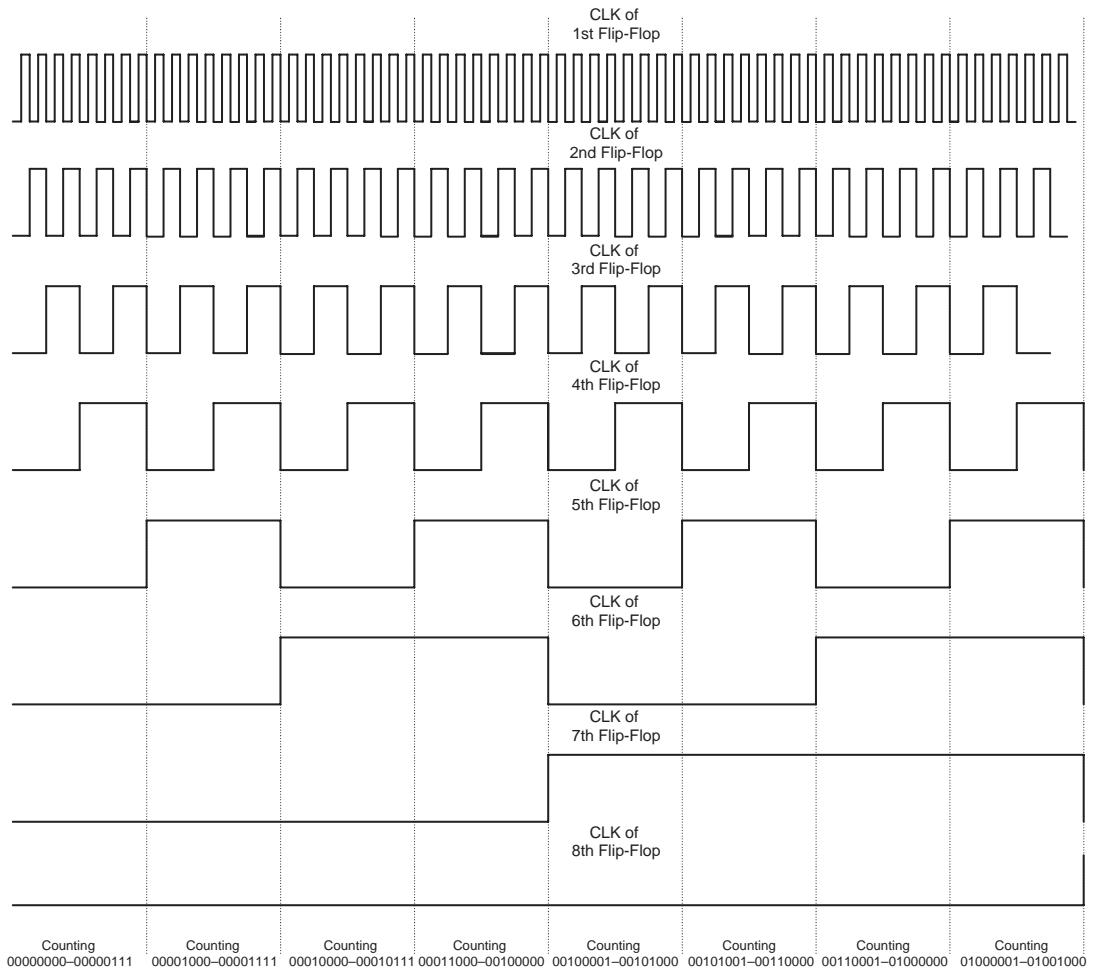 CLK of
1st Flip-Flop
CLK of
2nd Flip-Flop
CLK of
3rd Flip-Flop
CLK of
4th Flip-Flop
CLK of
5th Flip-Flop
CLK of
6th Flip-Flop
CLK of
7th Flip-Flop
CLK of
8th Flip-Flop
Counting Counting Counting Counting Counting Counting Counting Counting
00000000–00000111 00001000–00001111 00010000–00010111 00011000–00100000 00100001–00101000 00101001–00110000 00110001–01000000 01000001–01001000